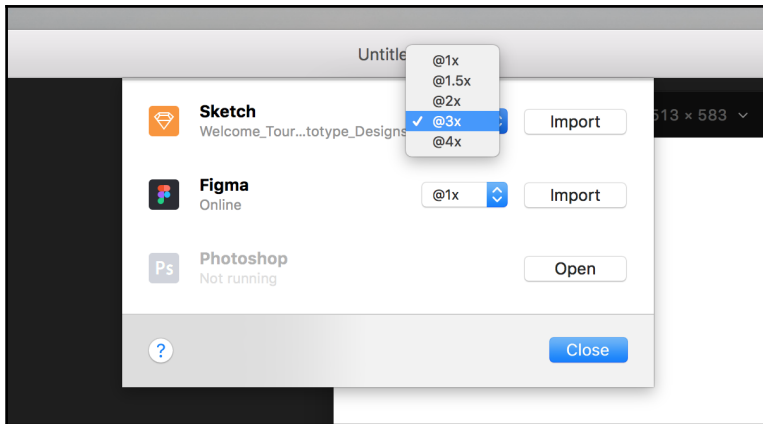 Untitle
@1x
@1.5x
@2x
✓ @3x
@4x
513 × 583
Sketch
Welcome_Tour...totype_Designs
Import
Figma
Online
@1x
Import
Ps
Photoshop
Not running
Open
?
Close